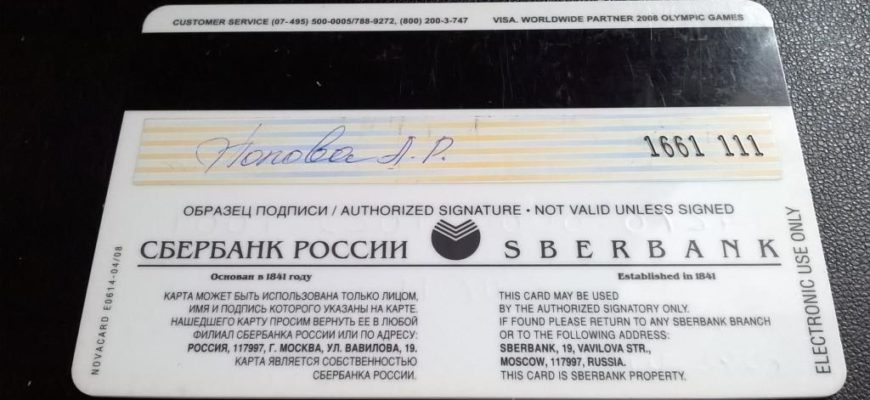 CUSTOMER SERVICE (07- 495) 500-0005/788-9272, (800) 200-3-747
VISA. WORLDWIDE PARTNER 2008 OLYMPIC GAMES
Попова А.Р.
1661 111
ОБРАЗЕЦ ПОДПИСИ / AUTHORIZED SIGNATURE • NOT VALID UNLESS SIGNED
СБЕРБАНК РОССИИ
SBERBANK
Основан в 1841 году
Established in 1841
КАРТА МОЖЕТ БЫТЬ ИСПОЛЬЗОВАНА ТОЛЬКО ЛИЦОМ,
ИМЯ И ПОДПИСЬ КОТОРОГО УКАЗАНЫ НА КАРТЕ.
НАШЕДШЕГО КАРТУ ПРОСИМ ВЕРНУТЬ ЕЕ В ЛЮБОЙ
ФИЛИАЛ СБЕРБАНКА РОССИИ ИЛИ ПО АДРЕСУ:
РОССИЯ, 117997, Г. МОСКВА, УЛ. ВАВИЛОВА, 19.
КАРТА ЯВЛЯЕТСЯ СОБСТВЕННОСТЬЮ
СБЕРБАНКА РОССИИ.
THIS CARD MAY BE USED
BY THE AUTHORIZED SIGNATORY ONLY.
IF FOUND PLEASE RETURN TO ANY SBERBANK BRANCH
OR TO THE FOLLOWING ADDRESS:
SBERBANK, 19, VAVILOVA STR.,
MOSCOW, 117997, RUSSIA.
THIS CARD IS SBERBANK PROPERTY.
NOVACARD E0614-04/08
ELECTRONIC USE ONLY